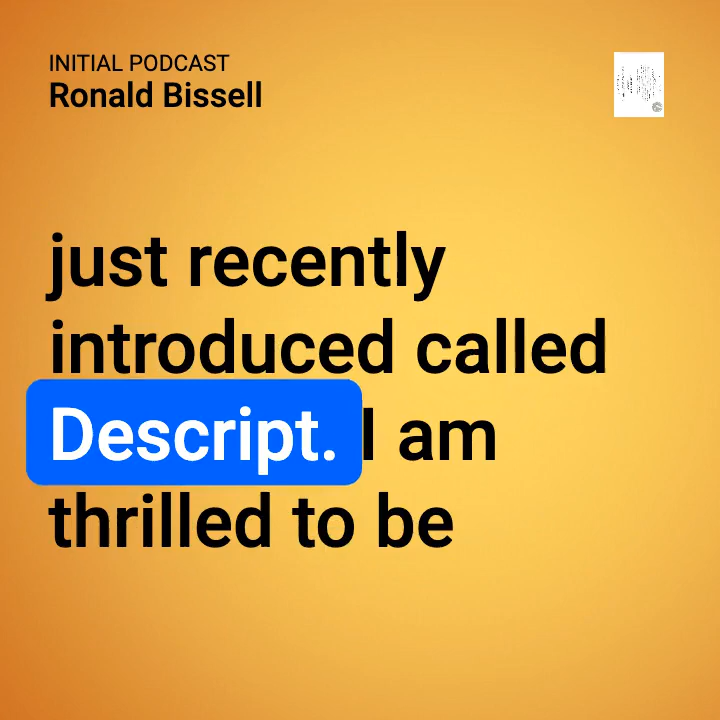 INITIAL PODCAST
Ronald Bissell
just recently
introduced called
Descript. I am
thrilled to be